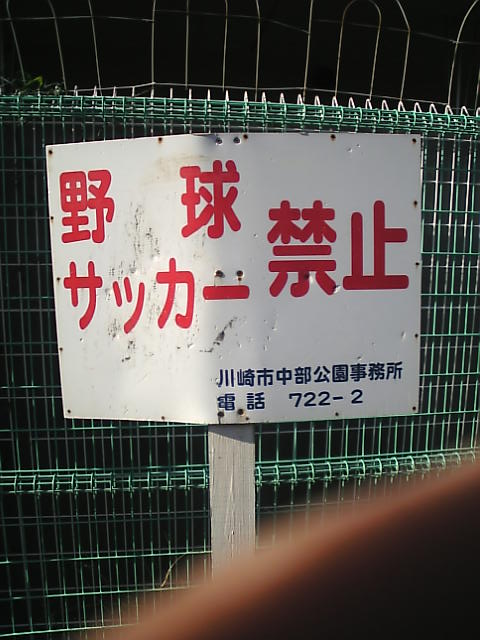 野球
サッカー
禁止
川崎市中部公園事務所
電話 722-2